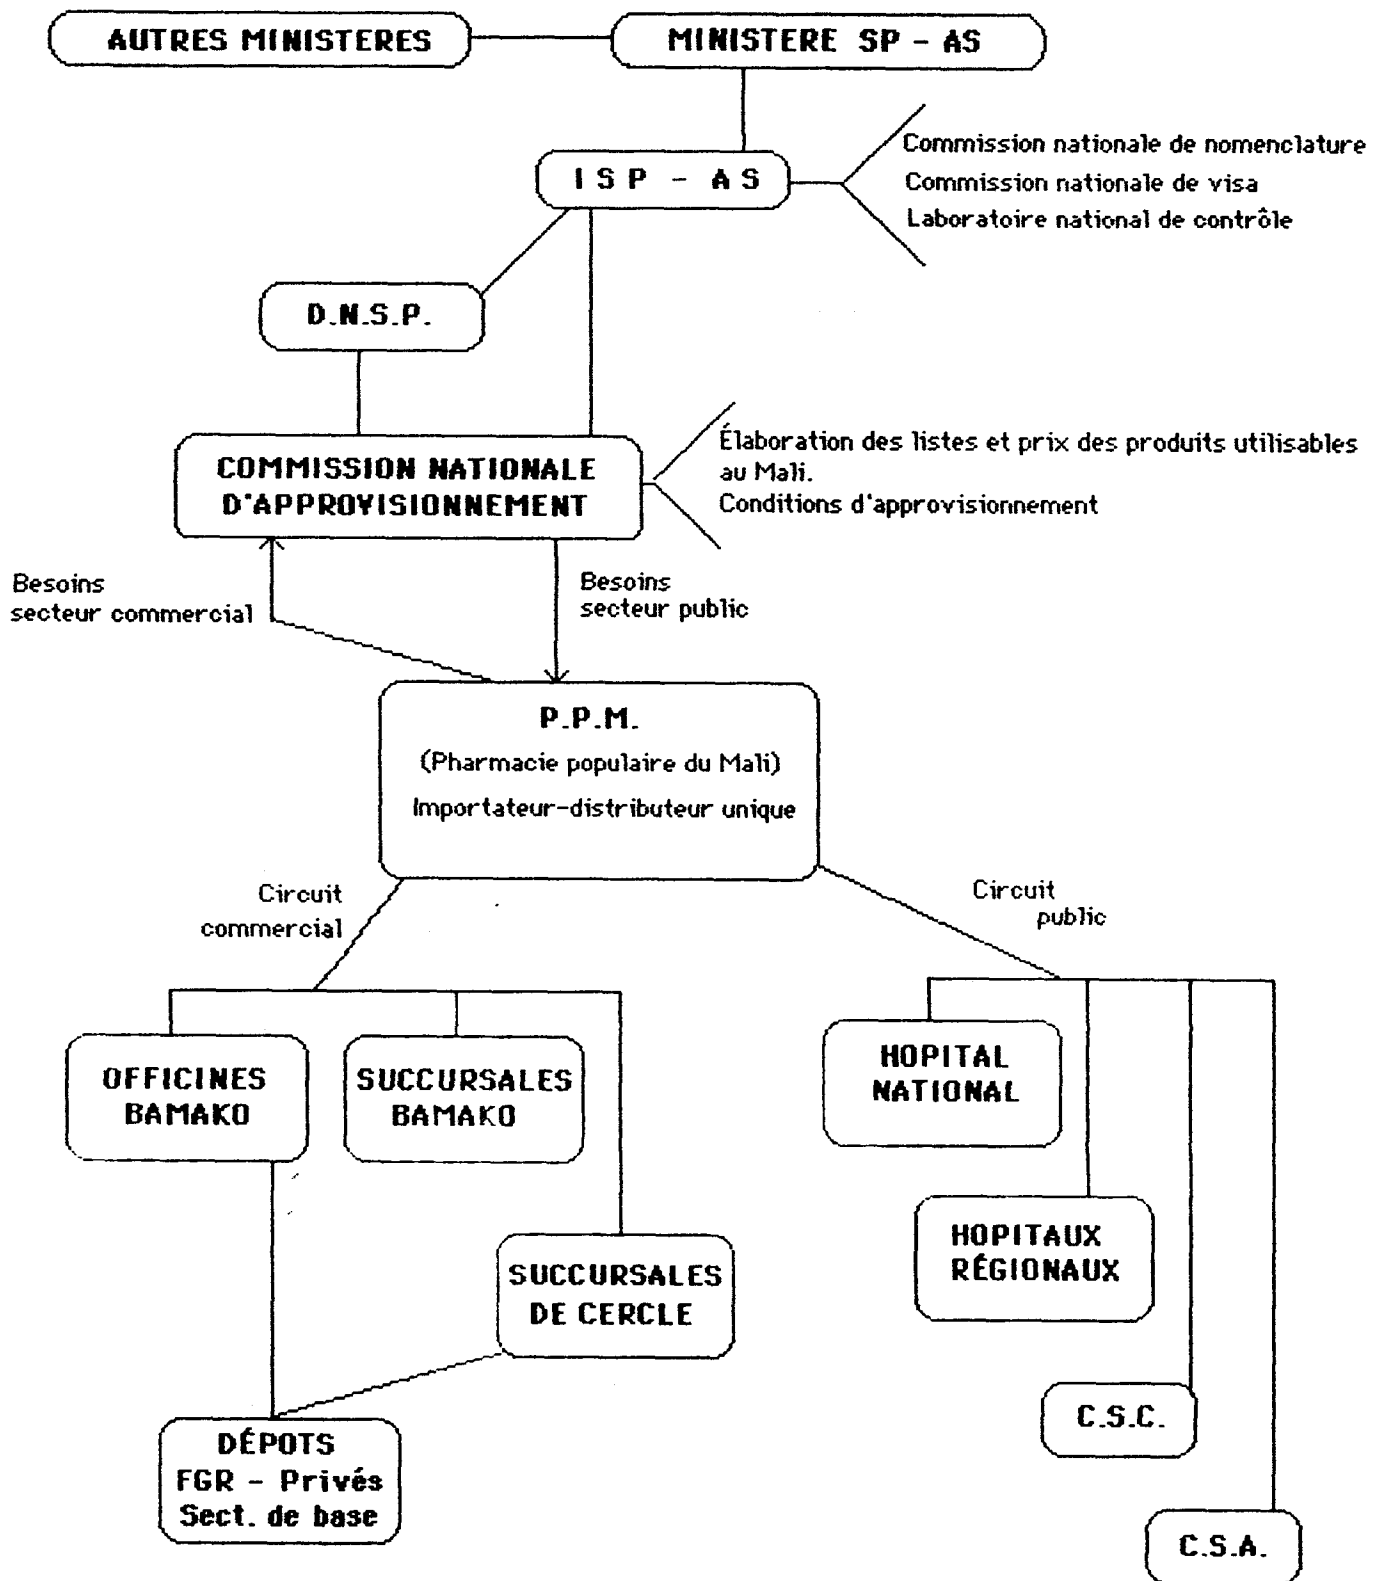 AUTRES MINISTERES
MINISTERE SP - AS
ISP - AS
Commission nationale de nomenclature
Commission nationale de visa
Laboratoire national de contrôle
D.N.S.P.
COMMISSION NATIONALE
D'APPROVISIONNEMENT
Élaboration des listes et prix des produits utilisables
au Mali.
Conditions d'approvisionnement
Besoins
secteur commercial
Besoins
secteur public
P.P.M.
(Pharmacie populaire du Mali)
Importateur-distributeur unique
Circuit
commercial
Circuit
public
OFFICINES
BAMAKO
SUCCURSALES
BAMAKO
HOPITAL
NATIONAL
HOPITAUX
RÉGIONAUX
SUCCURSALES
DE CERCLE
C.S.C.
DÉPOTS
FGR - Privés
Sect. de base
C.S.A.